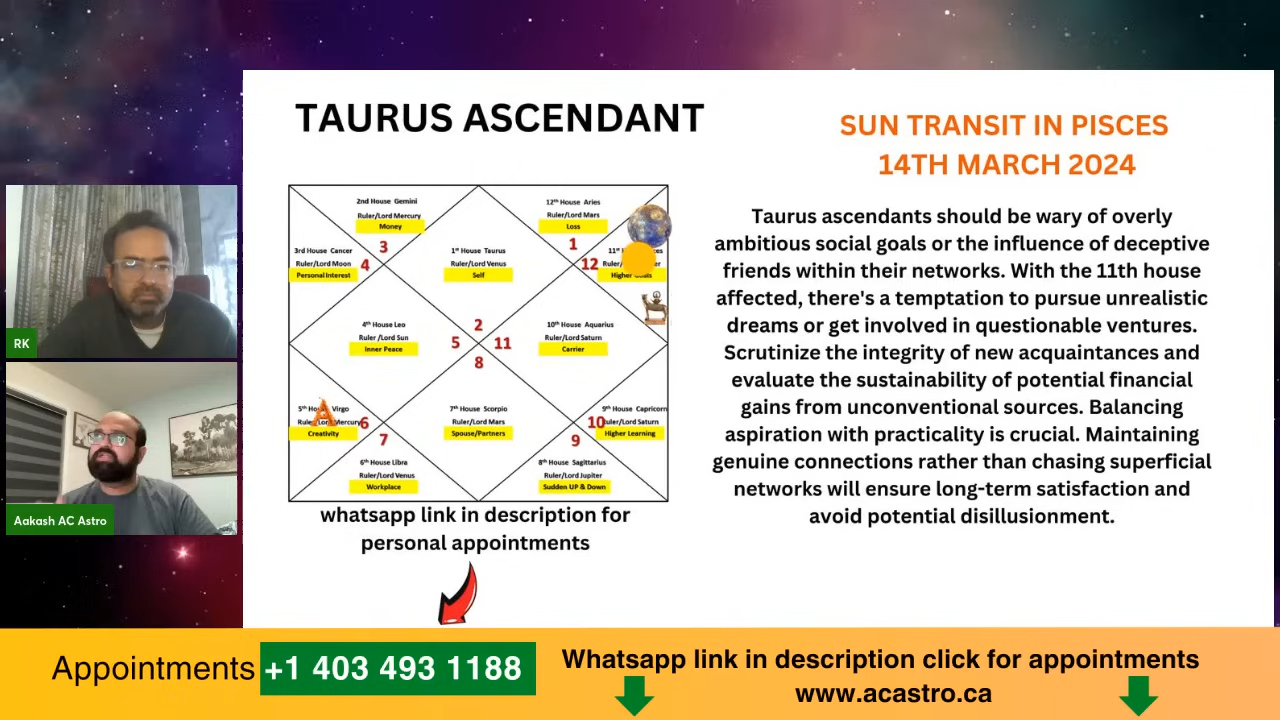 TAURUS ASCENDANT
SUN TRANSIT IN PISCES
14TH MARCH 2024
Taurus ascendants should be wary of overly
ambitious social goals or the influence of deceptive
friends within their networks. With the 11th house
affected, there's a temptation to pursue unrealistic
dreams or get involved in questionable ventures.
Scrutinize the integrity of new acquaintances and
evaluate the sustainability of potential financial
gains from unconventional sources. Balancing
aspiration with practicality is crucial. Maintaining
genuine connections rather than chasing superficial
networks will ensure long-term satisfaction and
avoid potential disillusionment.
2nd House Gemini
Ruler/Lord Mercury
Money
3
12th House Aries
Ruler/Lord Mars
Loss
1
3rd House Cancer
Ruler/Lord Moon
Personal Interest
4
1st House Taurus
Ruler/Lord Venus
Self
12
Higher
4th House Leo
Ruler /Lord Sun
Inner Peace
2
5
11
8
10th House Aquarius
Ruler/Lord Saturn
Carrier
5th Virgo
Mercury
Creativity
6
7
7th House Scorpio
Ruler/Lord Mars
Spouse/Partners
9th House Capricorn
Ruler/Lord Saturn
Higher Learning
10
9
6th House Libra
Ruler/Lord Venus
Workplace
8th House Sagittarius
Ruler/Lord Jupiter
Sudden UP & Down
whatsapp link in description for
personal appointments
RK
Aakash AC Astro
Appointments +1 403 493 1188
Whatsapp link in description click for appointments
www.acastro.ca